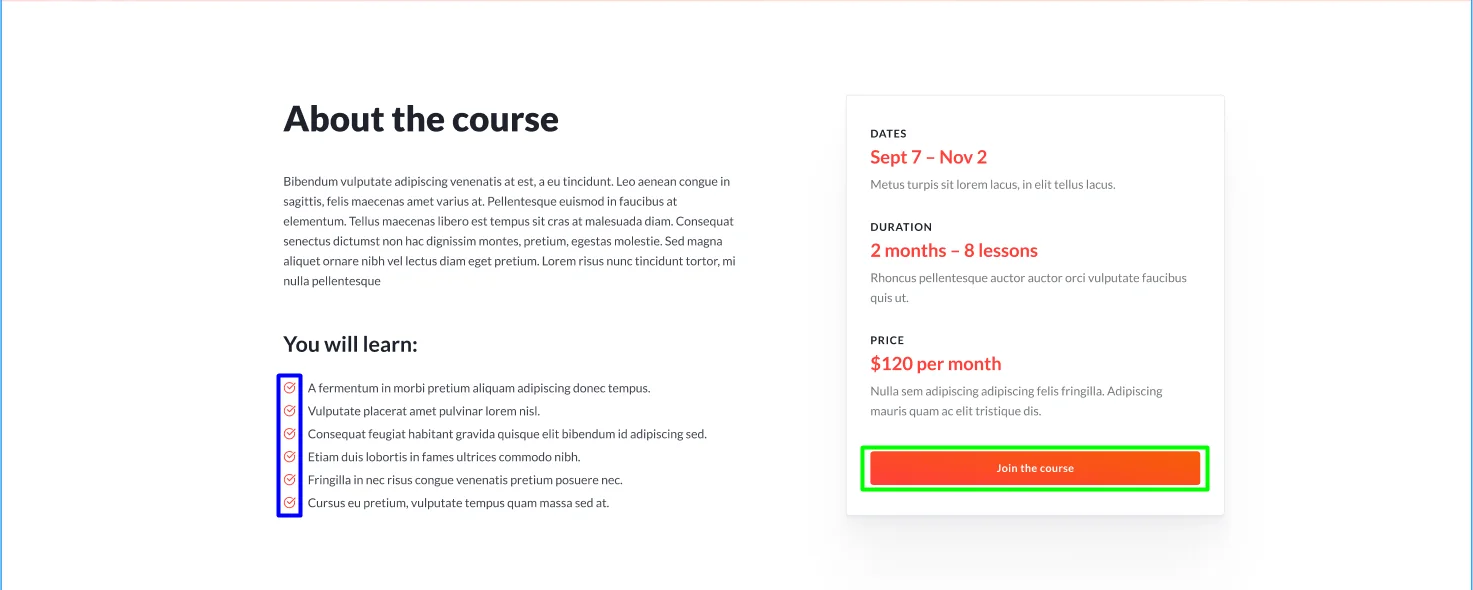 About the course
Bibendum vulputate adipiscing venenatis at est, a eu tincidunt. Leo aenean congue in
sagittis, felis maecenas amet varius at. Pellentesque euismod in faucibus at
elementum. Tellus maecenas libero est tempus sit cras at malesuada diam. Consequat
senectus dictumst non hac dignissim montes, pretium, egestas molestie. Sed magna
aliquet ornare nibh vel lectus diam eget pretium. Lorem risus nunc tincidunt tortor, mi
nulla pellentesque
You will learn:
A fermentum in morbi pretium aliquam adipiscing donec tempus.
Vulputate placerat amet pulvinar lorem nisl.
Consequat feugiat habitant gravida quisque elit bibendum id adipiscing sed.
Etiam duis lobortis in fames ultrices commodo nibh.
Fringilla in nec risus congue venenatis pretium posuere nec.
Cursus eu pretium, vulputate tempus quam massa sed at.
DATES
Sept 7 – Nov 2
Metus turpis sit lorem lacus, in elit tellus lacus.
DURATION
2 months – 8 lessons
Rhoncus pellentesque auctor auctor orci vulputate faucibus
quis ut.
PRICE
$120 per month
Nulla sem adipiscing adipiscing felis fringilla. Adipiscing
mauris quam ac elit tristique dis.
Join the course